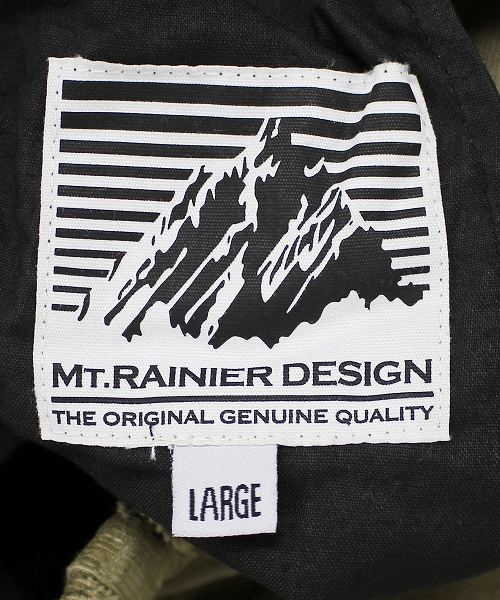 MT.RAINIER DESIGN
THE ORIGINAL GENUINE QUALITY
LARGE